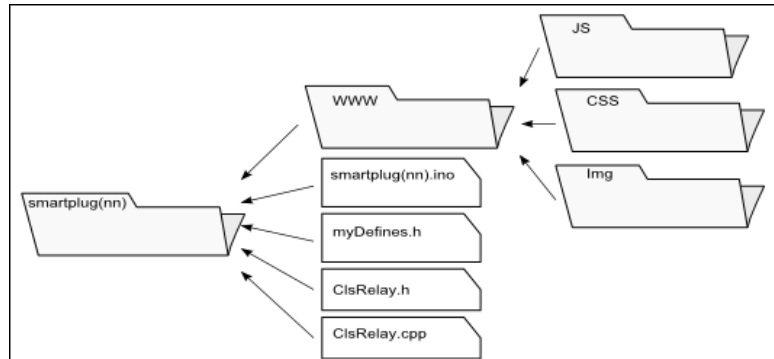 JS
WWW
CSS
smartplug(nn).ino
Img
smartplug(nn)
myDefines.h
ClsRelay.h
ClsRelay.cpp